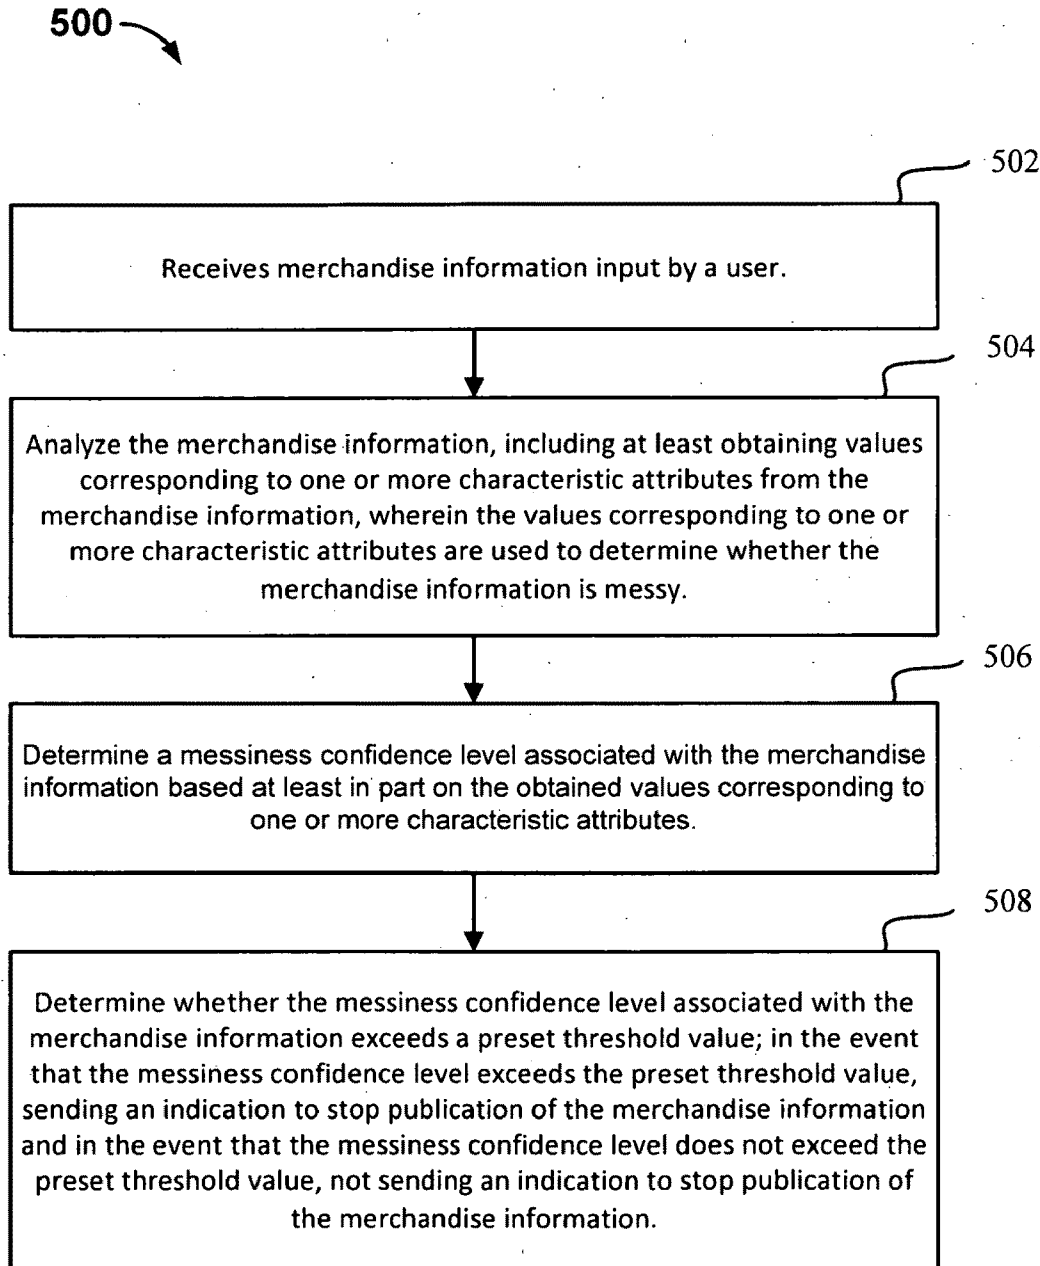 500
502
Receives merchandise information input by a user.
504
Analyze the merchandise information, including at least obtaining values
corresponding to one or more characteristic attributes from the
merchandise information, wherein the values corresponding to one or
more characteristic attributes are used to determine whether the
merchandise information is messy.
506
Determine a messiness confidence level associated with the merchandise
information based at least in part on the obtained values corresponding to
one or more characteristic attributes.
508
Determine whether the messiness confidence level associated with the
merchandise information exceeds a preset threshold value; in the event
that the messiness confidence level exceeds the preset threshold value,
sending an indication to stop publication of the merchandise information
and in the event that the messiness confidence level does not exceed the
preset threshold value, not sending an indication to stop publication of
the merchandise information.